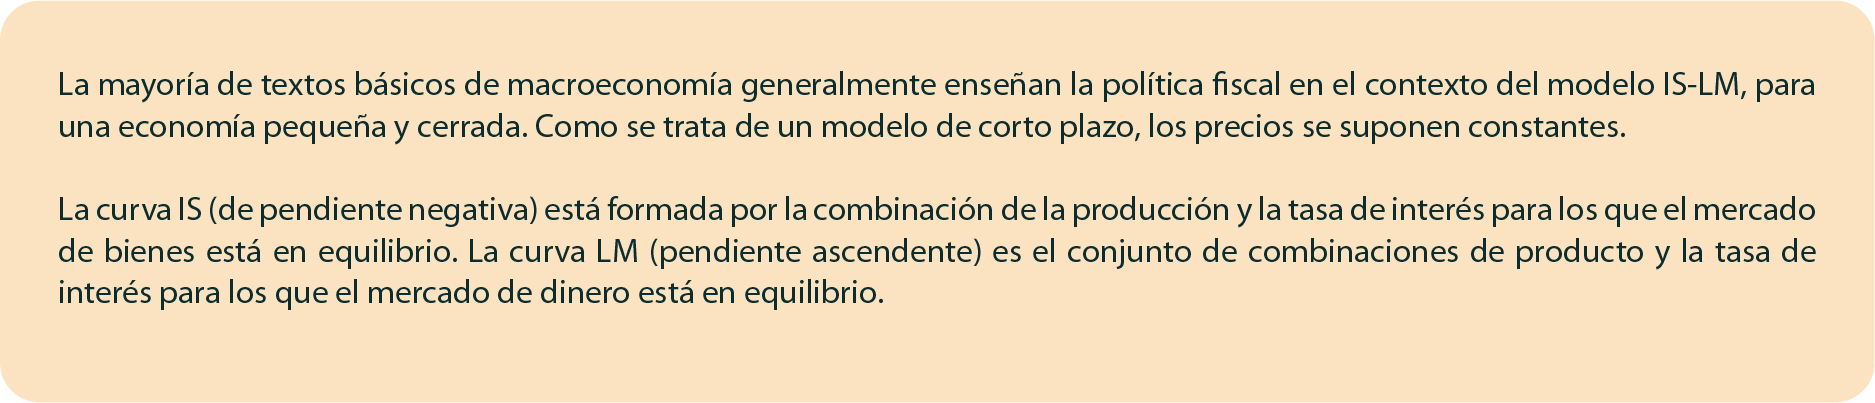 La mayoría de textos básicos de macroeconomía generalmente enseñan la política fiscal en el contexto del modelo IS-LM, para
una economía pequeña y cerrada. Como se trata de un modelo de corto plazo, los precios se suponen constantes.
La curva IS (de pendiente negativa) está formada por la combinación de la producción y la tasa de interés para los que el mercado
de bienes está en equilibrio. La curva LM (pendiente ascendente) es el conjunto de combinaciones de producto y la tasa de
interés para los que el mercado de dinero está en equilibrio.